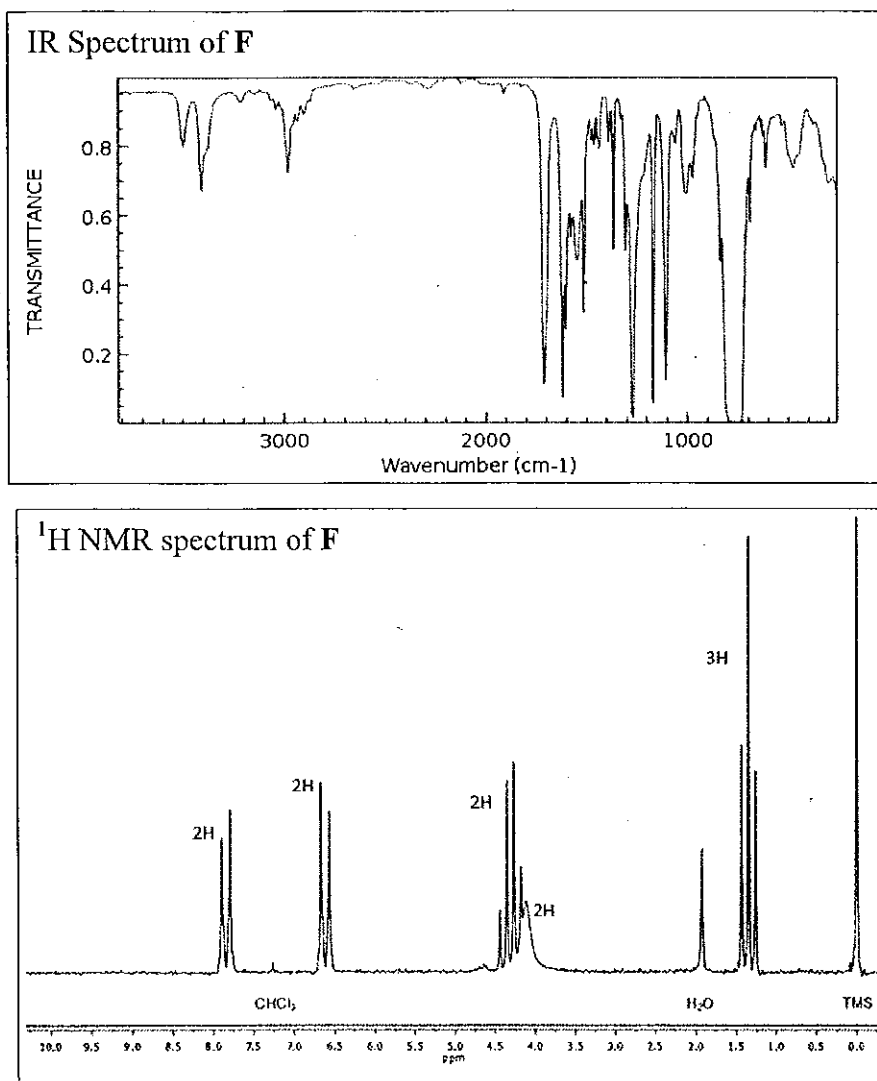 IR Spectrum of F
TRANSMITTANCE
0.8
0.6
0.4
0.2
3000 2000 1000
Wavenumber (cm-1)
¹H NMR spectrum of F
3H
2H
2H
2H
2H
CHCl₃ H₂O TMS
10.0 9.5 9.0 8.5 8.0 7.5 7.0 6.5 6.0 5.5 5.0 4.5 4.0 3.5 3.0 2.5 2.0 1.5 1.0 0.5 0.0
ppm